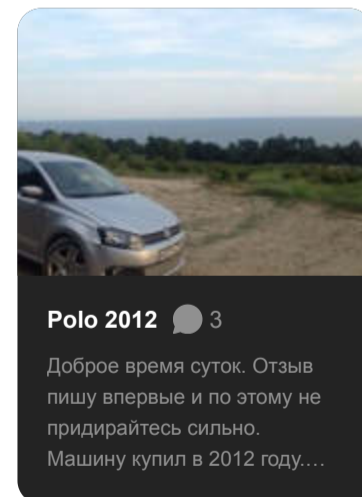 Polo 2012 3
Доброе время суток. Отзыв
пишу впервые и по этому не
придирайтесь сильно.
Машину купил в 2012 году.…